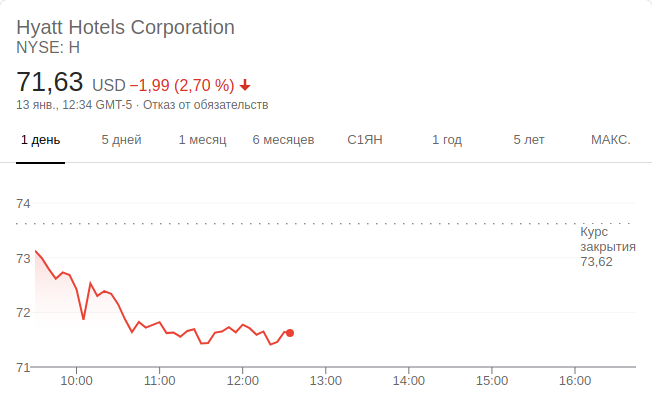 Hyatt Hotels Corporation
NYSE: H
71,63 USD −1,99 (2,70 %)
13 янв., 12:34 GMT-5 · Отказ от обязательств
1 день 5 дней 1 месяц 6 месяцев С1ЯН 1 год 5 лет МАКС.
74
Курс
закрытия
73,62
73
72
71
10:00 11:00 12:00 13:00 14:00 15:00 16:00